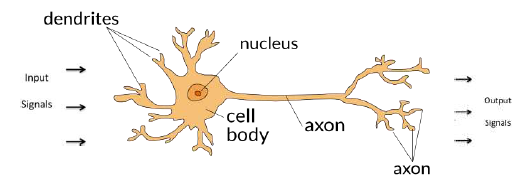 dendrites
nucleus
Input
Signals
cell
body
axon
axon
Output
Signals